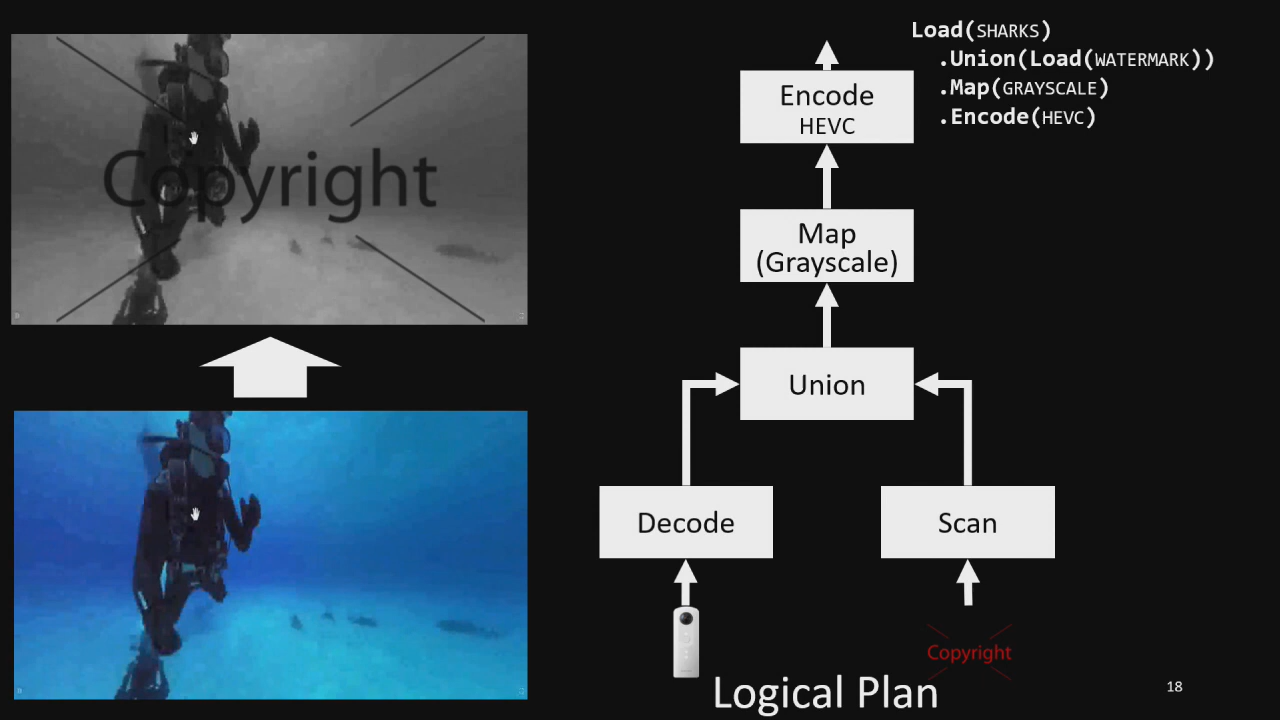 Copyright
Load(SHARKS)
.Union(Load(WATERMARK))
.Map(GRAYSCALE)
.Encode(HEVC)
Encode
HEVC
Map
(Grayscale)
Union
Decode
Scan
Copyright
Logical Plan
18